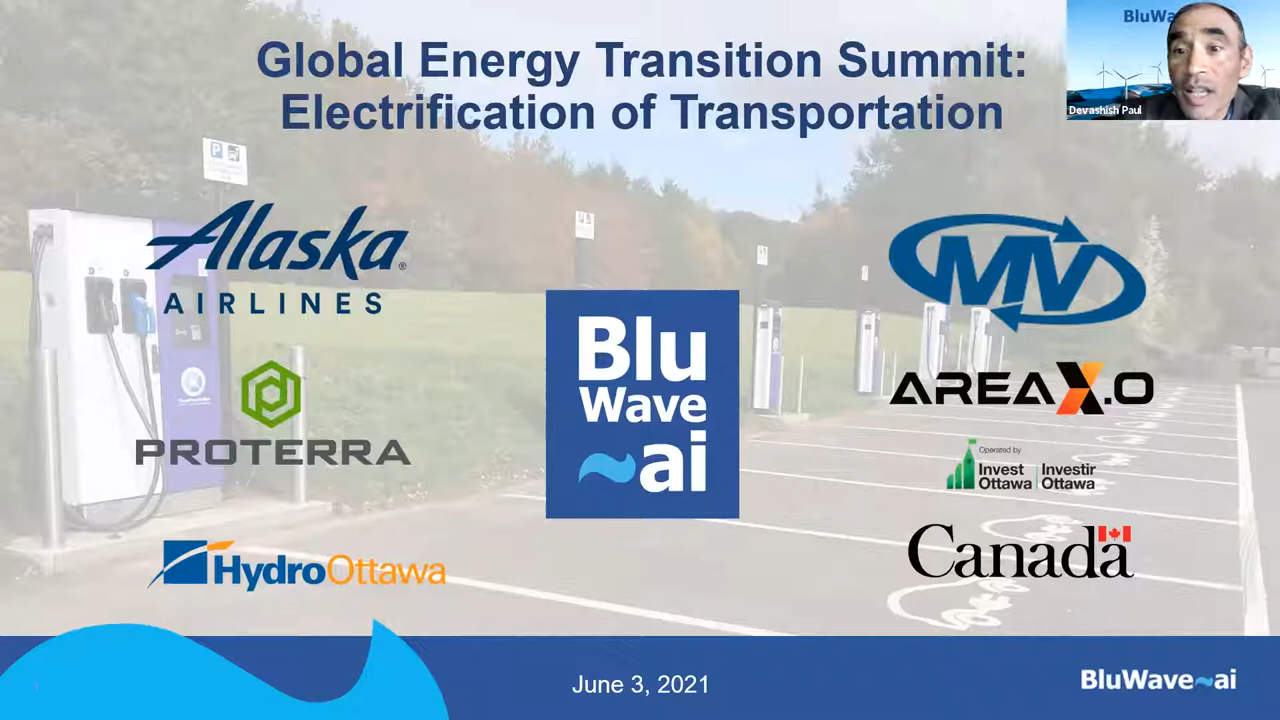 Global Energy Transition Summit:
Electrification of Transportation
BluWa
Devashish Paul
Alaska
AIRLINES
MV
PROTERRA
Blu
Wave
~ai
AREA X.O
Operated by
Invest
Ottawa
Investir
Ottawa
HydroOttawa
Canada
June 3, 2021
BluWave~ai
1